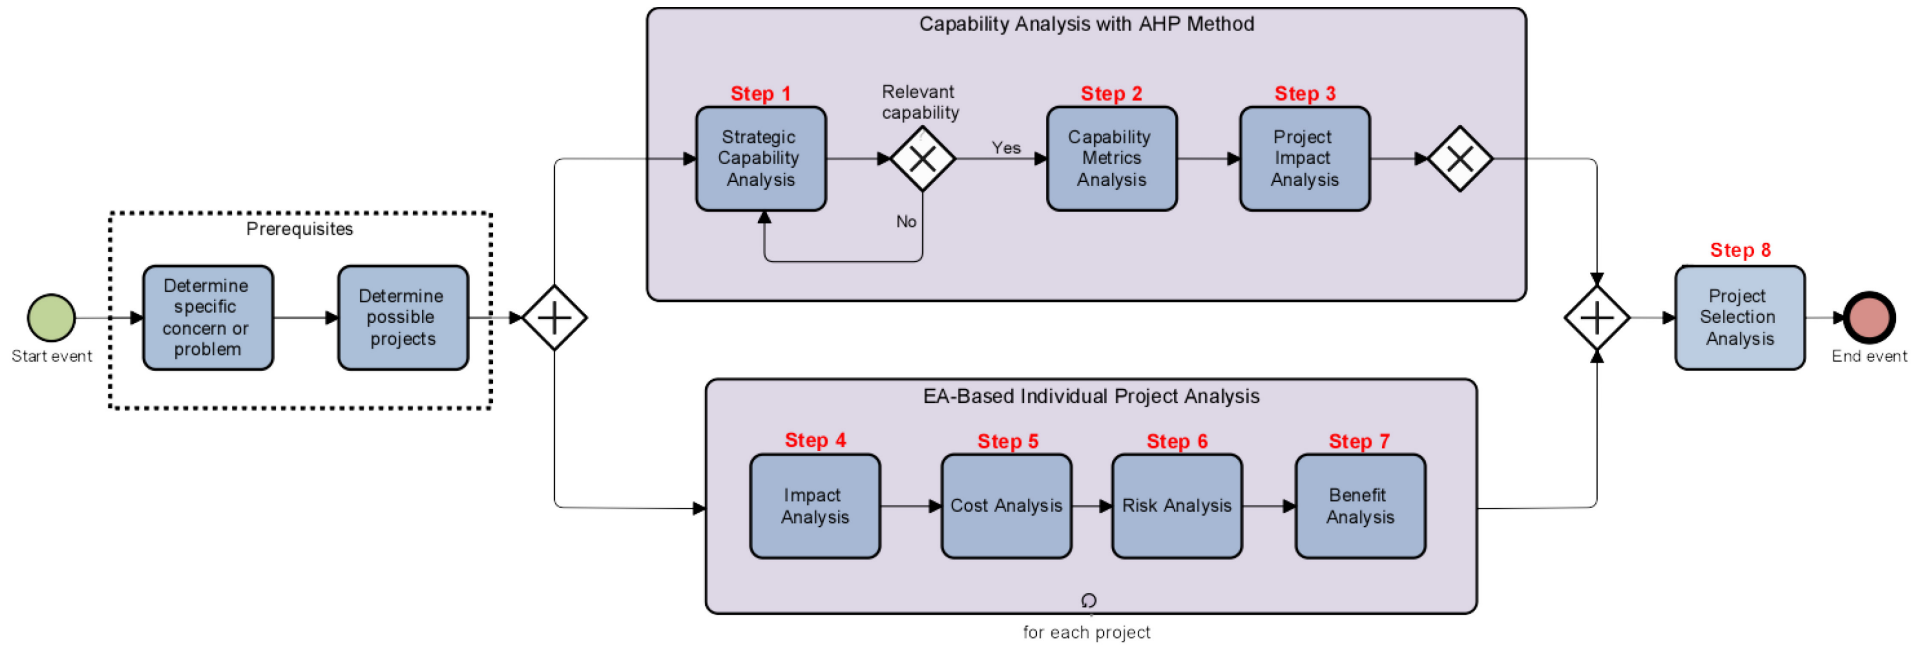 Capability Analysis with AHP Method
Step 1
Strategic
Capability
Analysis
Relevant
capability
Yes
No
Step 2
Capability
Metrics
Analysis
Step 3
Project
Impact
Analysis
Prerequisites
Determine
specific
concern or
problem
Determine
possible
projects
Start event
Step 8
Project
Selection
Analysis
End event
EA-Based Individual Project Analysis
Step 4
Impact
Analysis
Step 5
Cost Analysis
Step 6
Risk Analysis
Step 7
Benefit
Analysis
for each project